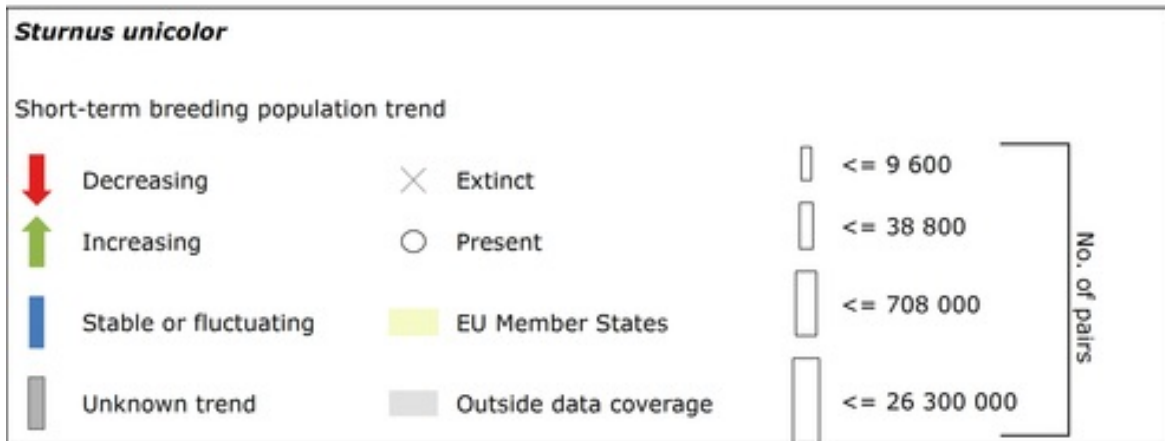 Sturnus unicolor
Short-term breeding population trend
Decreasing
Increasing
Stable or fluctuating
Unknown trend
Extinct
Present
EU Member States
Outside data coverage
<= 9 600
<= 38 800
<= 708 000
<= 26 300 000
No. of pairs